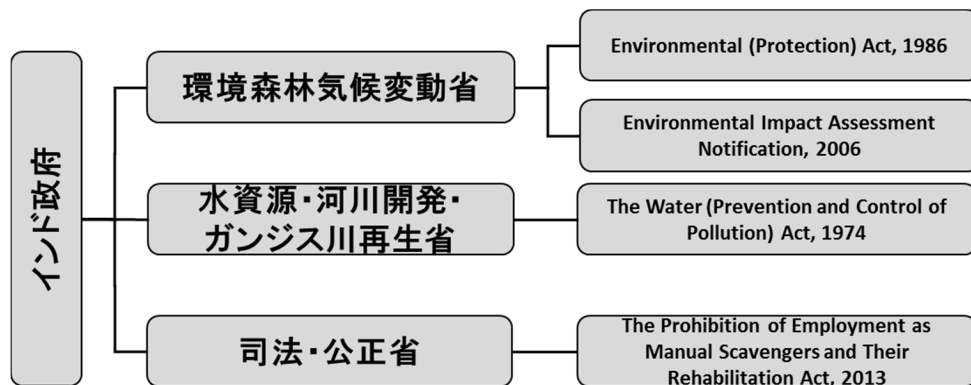 インド政府
環境森林気候変動省
Environmental (Protection) Act, 1986
Environmental Impact Assessment
Notification, 2006
水資源・河川開発・
ガンジス川再生省
The Water (Prevention and Control of
Pollution) Act, 1974
司法・公正省
The Prohibition of Employment as
Manual Scavengers and Their
Rehabilitation Act, 2013